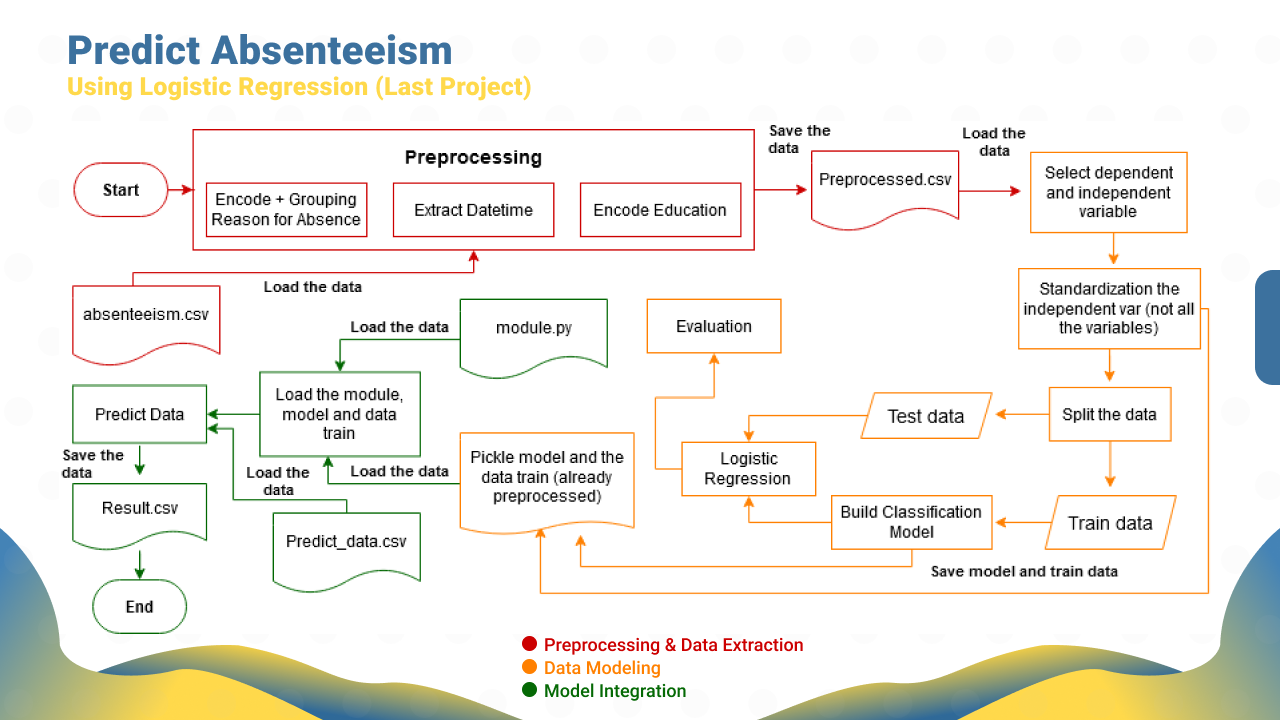 Predict Absenteeism
Using Logistic Regression (Last Project)
Start
Preprocessing
Encode + Grouping
Reason for Absence
Extract Datetime
Encode Education
Save the
data
Preprocessed.csv
Load the
data
Select dependent
and independent
variable
absenteeism.csv
Load the data
Standardization the
independent var (not all
the variables)
module.py
Load the data
Evaluation
Load the module,
model and data
train
Predict Data
Split the data
Test data
Save the
data
Load the
data
Load the data
Pickle model and the
data train (already
preprocessed)
Logistic
Regression
Result.csv
Predict_data.csv
Build Classification
Model
Train data
Save model and train data
End
Preprocessing & Data Extraction
Data Modeling
Model Integration